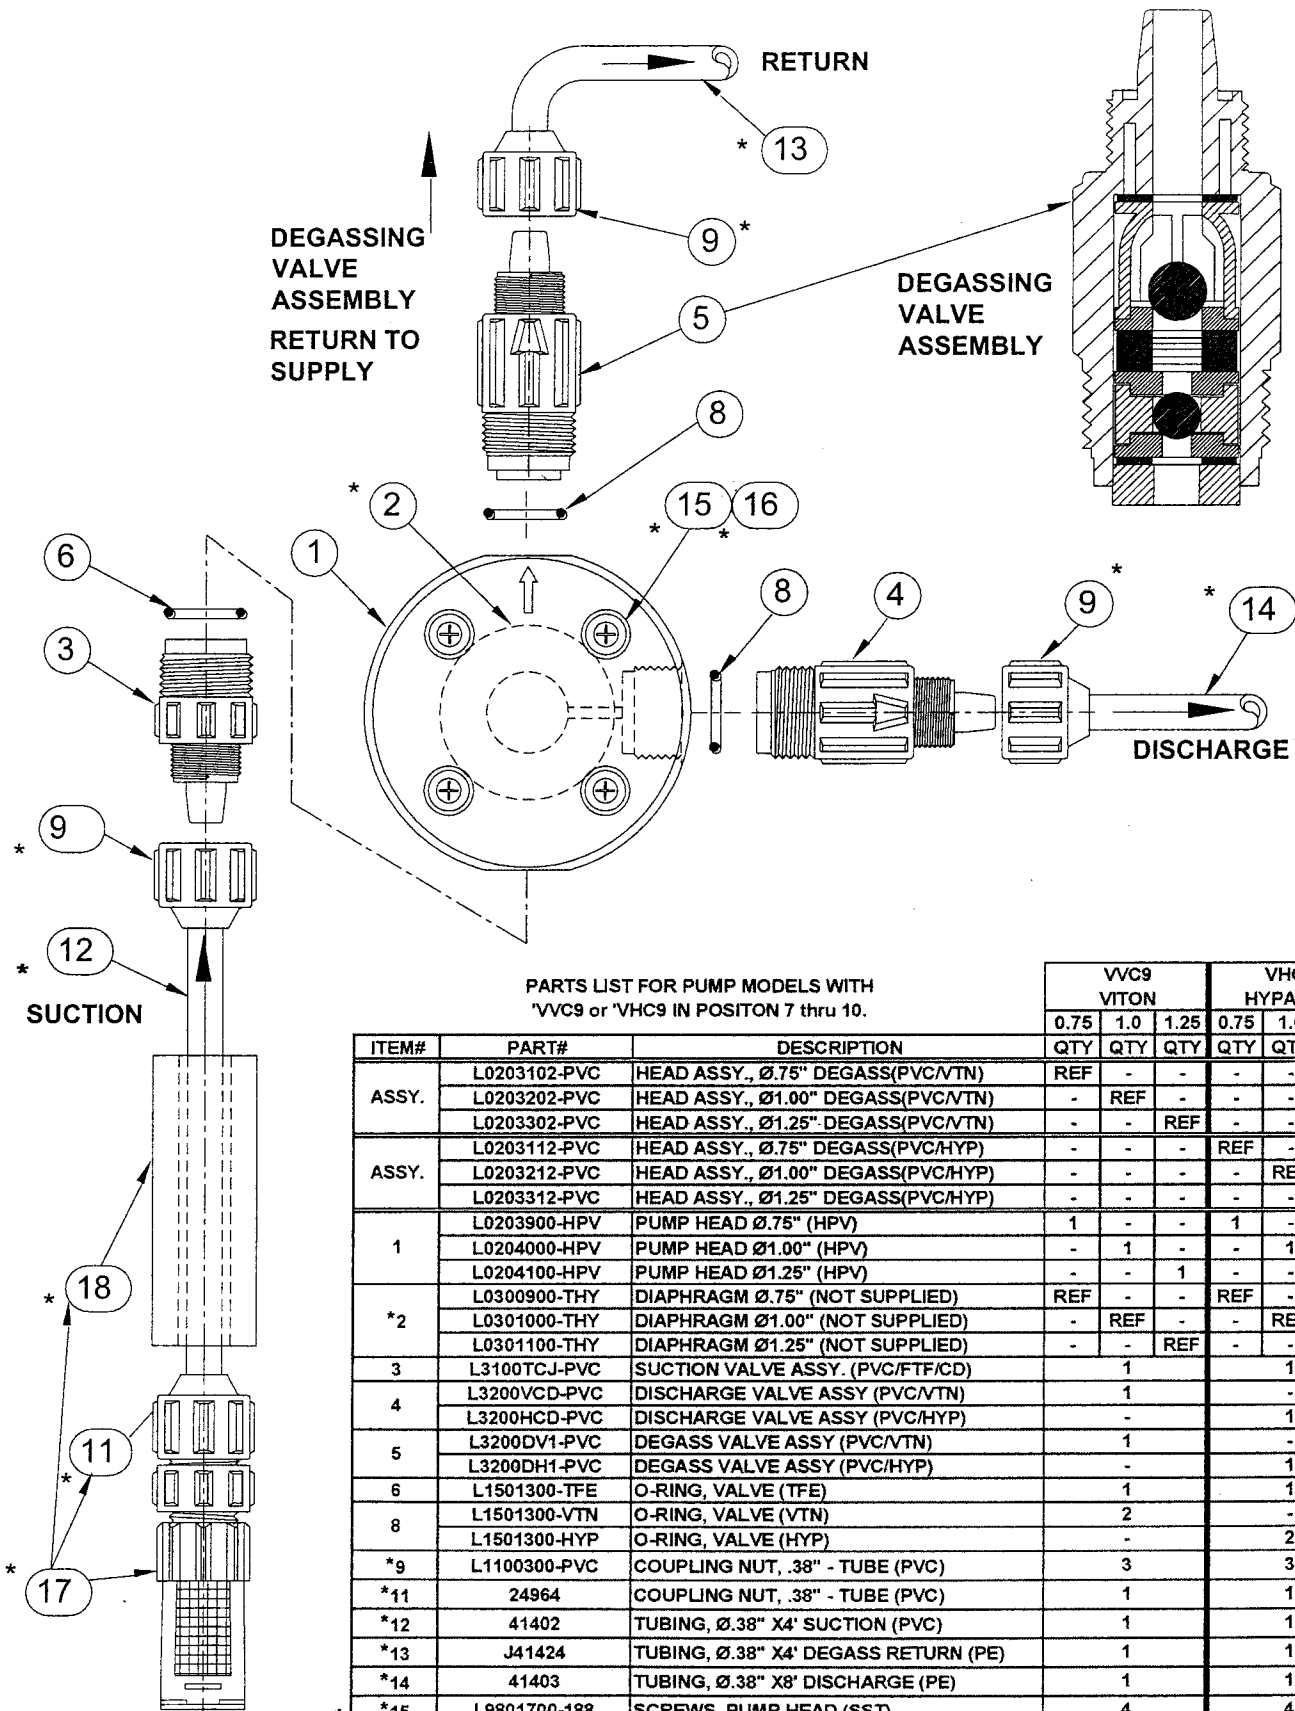 RETURN
* 13
9 *
DEGASSING
VALVE
ASSEMBLY
RETURN TO
SUPPLY
5
DEGASSING
VALVE
ASSEMBLY
8
* 2
* 15 * 16
1
6
8
4
9 *
* 14
3
DISCHARGE
* 9
* 12
SUCTION
* 18
11 *
* 17
PARTS LIST FOR PUMP MODELS WITH
'VVC9 or 'VHC9 IN POSITON 7 thru 10.
VVC9
VITON
0.75 1.0 1.25 0.75
ITEM# PART# DESCRIPTION QTY QTY QTY QTY
ASSY.
L0203102-PVC HEAD ASSY., Ø.75" DEGASS(PVC/VTN) REF - - - -
L0203202-PVC HEAD ASSY., Ø1.00" DEGASS(PVC/VTN) - REF - - -
L0203302-PVC HEAD ASSY., Ø1.25" DEGASS(PVC/VTN) - - REF - -
ASSY.
L0203112-PVC HEAD ASSY., Ø.75" DEGASS(PVC/HYP) - - - REF -
L0203212-PVC HEAD ASSY., Ø1.00" DEGASS(PVC/HYP) - - - -
L0203312-PVC HEAD ASSY., Ø1.25" DEGASS(PVC/HYP) - - - - -
1
L0203900-HPV PUMP HEAD Ø.75" (HPV) 1 - - 1 -
L0204000-HPV PUMP HEAD Ø1.00" (HPV) - 1 - - 1
L0204100-HPV PUMP HEAD Ø1.25" (HPV) - - 1 - -
*2
L0300900-THY DIAPHRAGM Ø.75" (NOT SUPPLIED) REF - - REF -
L0301000-THY DIAPHRAGM Ø1.00" (NOT SUPPLIED) - REF - -
L0301100-THY DIAPHRAGM Ø1.25" (NOT SUPPLIED) - - REF - -
3 L3100TCJ-PVC SUCTION VALVE ASSY. (PVC/FTF/CD) 1 1
4
L3200VCD-PVC DISCHARGE VALVE ASSY (PVC/VTN) 1 -
L3200HCD-PVC DISCHARGE VALVE ASSY (PVC/HYP) - 1
5
L3200DV1-PVC DEGASS VALVE ASSY (PVC/VTN) 1 -
L3200DH1-PVC DEGASS VALVE ASSY (PVC/HYP) - 1
6 L1501300-TFE O-RING, VALVE (TFE) 1 1
8
L1501300-VTN O-RING, VALVE (VTN) 2 -
L1501300-HYP O-RING, VALVE (HYP) - 2
*9 L1100300-PVC COUPLING NUT, .38" - TUBE (PVC) 3 3
*11 24964 COUPLING NUT, .38" - TUBE (PVC) 1 1
*12 41402 TUBING, Ø.38" X4' SUCTION (PVC) 1 1
*13 J41424 TUBING, Ø.38" X4' DEGASS RETURN (PE) 1 1
*14 41403 TUBING, Ø.38" X8' DISCHARGE (PE) 1 1
*15 L9801700-188 SCREWS, PUMP HEAD (SST) 4 4